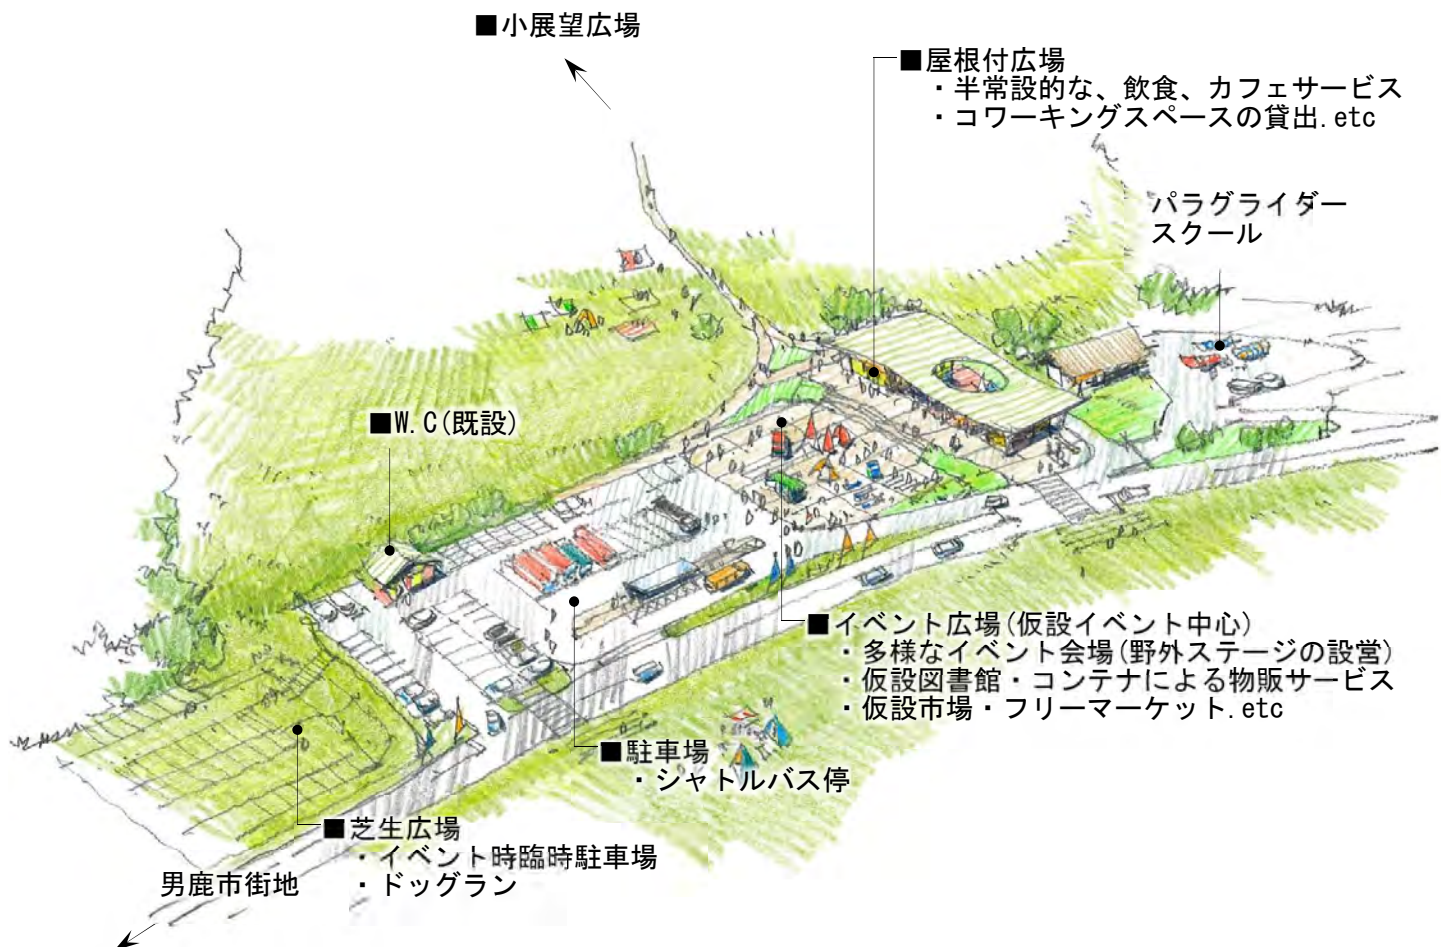 ■小展望広場
■屋根付広場
・半常設的な、飲食、カフェサービス
・コワーキングスペースの貸出.etc
パラグライダー
スクール
■W.C(既設)
■イベント広場(仮設イベント中心)
・多様なイベント会場(野外ステージの設営)
・仮設図書館・コンテナによる物販サービス
・仮設市場・フリーマーケット.etc
■駐車場
・シャトルバス停
■芝生広場
・イベント時臨時駐車場
・ドッグラン
男鹿市街地